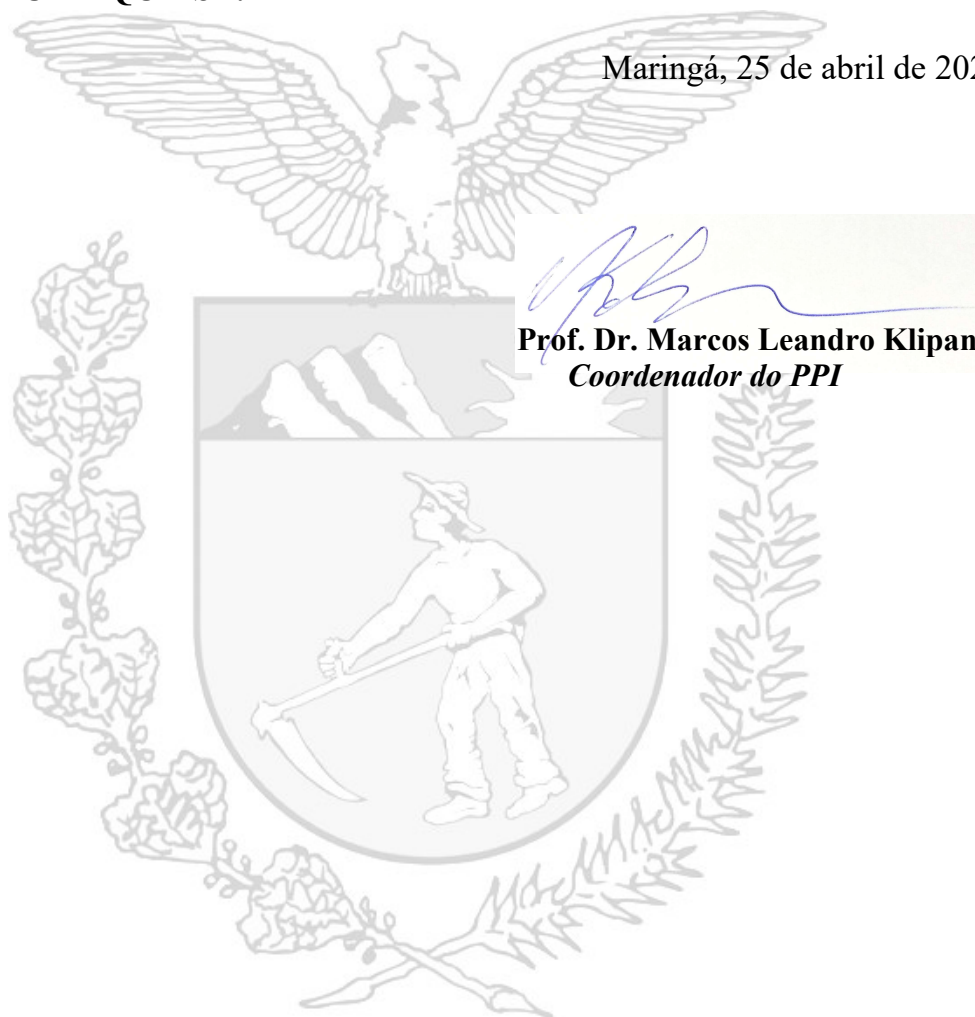 Maringá, 25 de abril de 202
Prof. Dr. Marcos Leandro Klipan
Coordenador do PPI